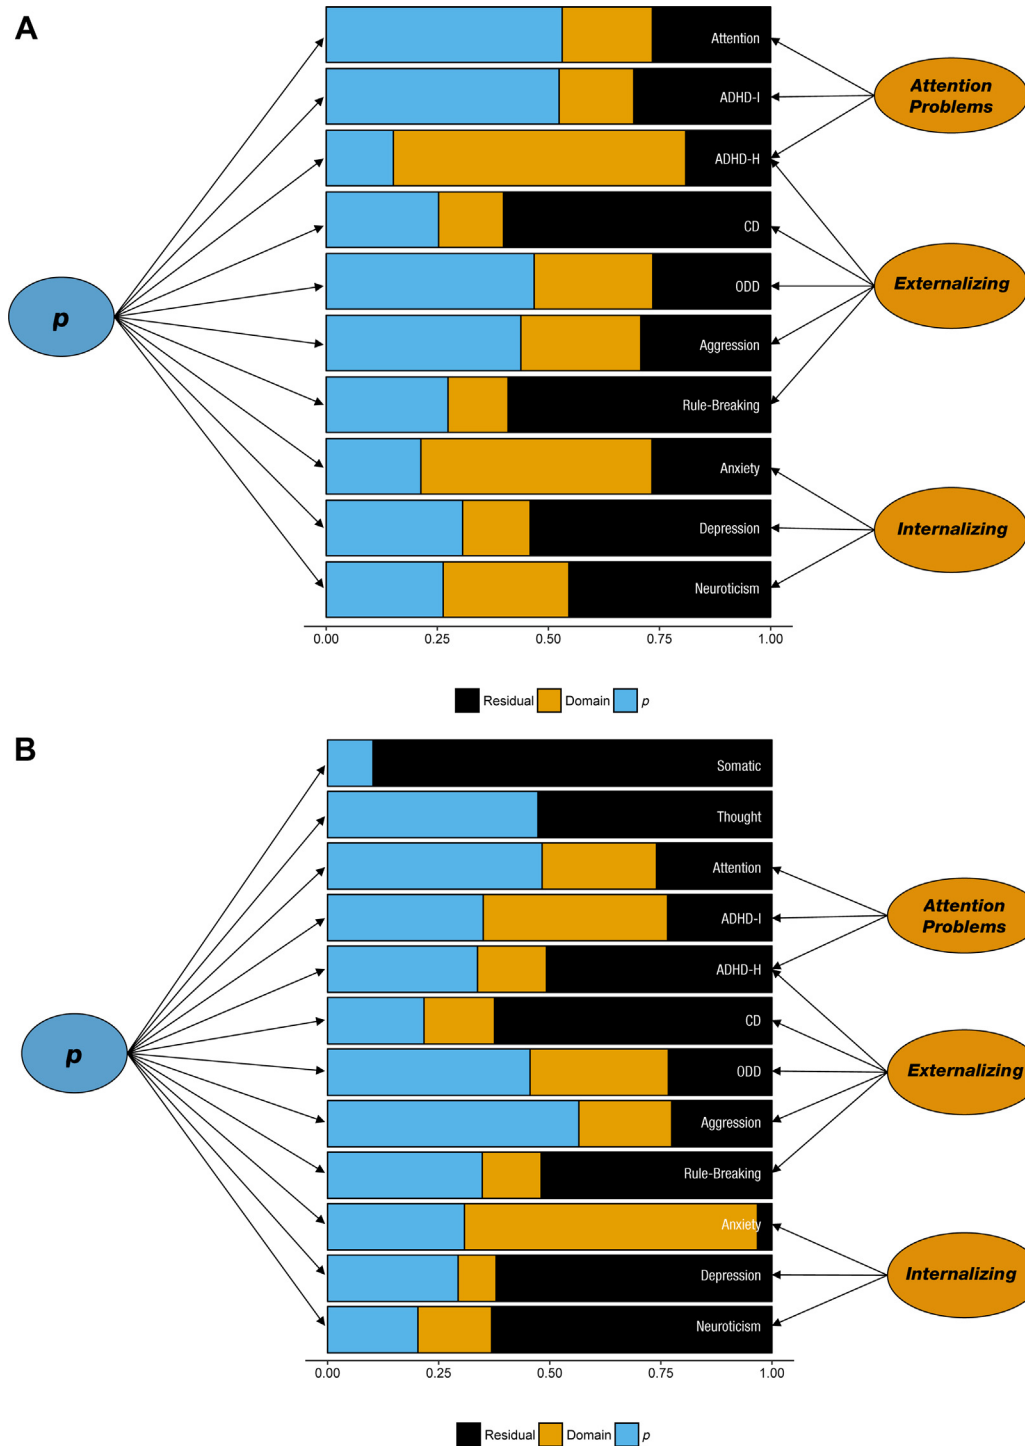 A
Attention
ADHD-I
ADHD-H
CD
ODD
Aggression
Rule-Breaking
Anxiety
Depression
Neuroticism
p
Attention
Problems
Externalizing
Internalizing
0.00 0.25 0.50 0.75 1.00
Residual Domain p
B
Somatic
Thought
Attention
ADHD-I
ADHD-H
CD
ODD
Aggression
Rule-Breaking
Anxiety
Depression
Neuroticism
p
Attention
Problems
Externalizing
Internalizing
0.00 0.25 0.50 0.75 1.00
Residual Domain p